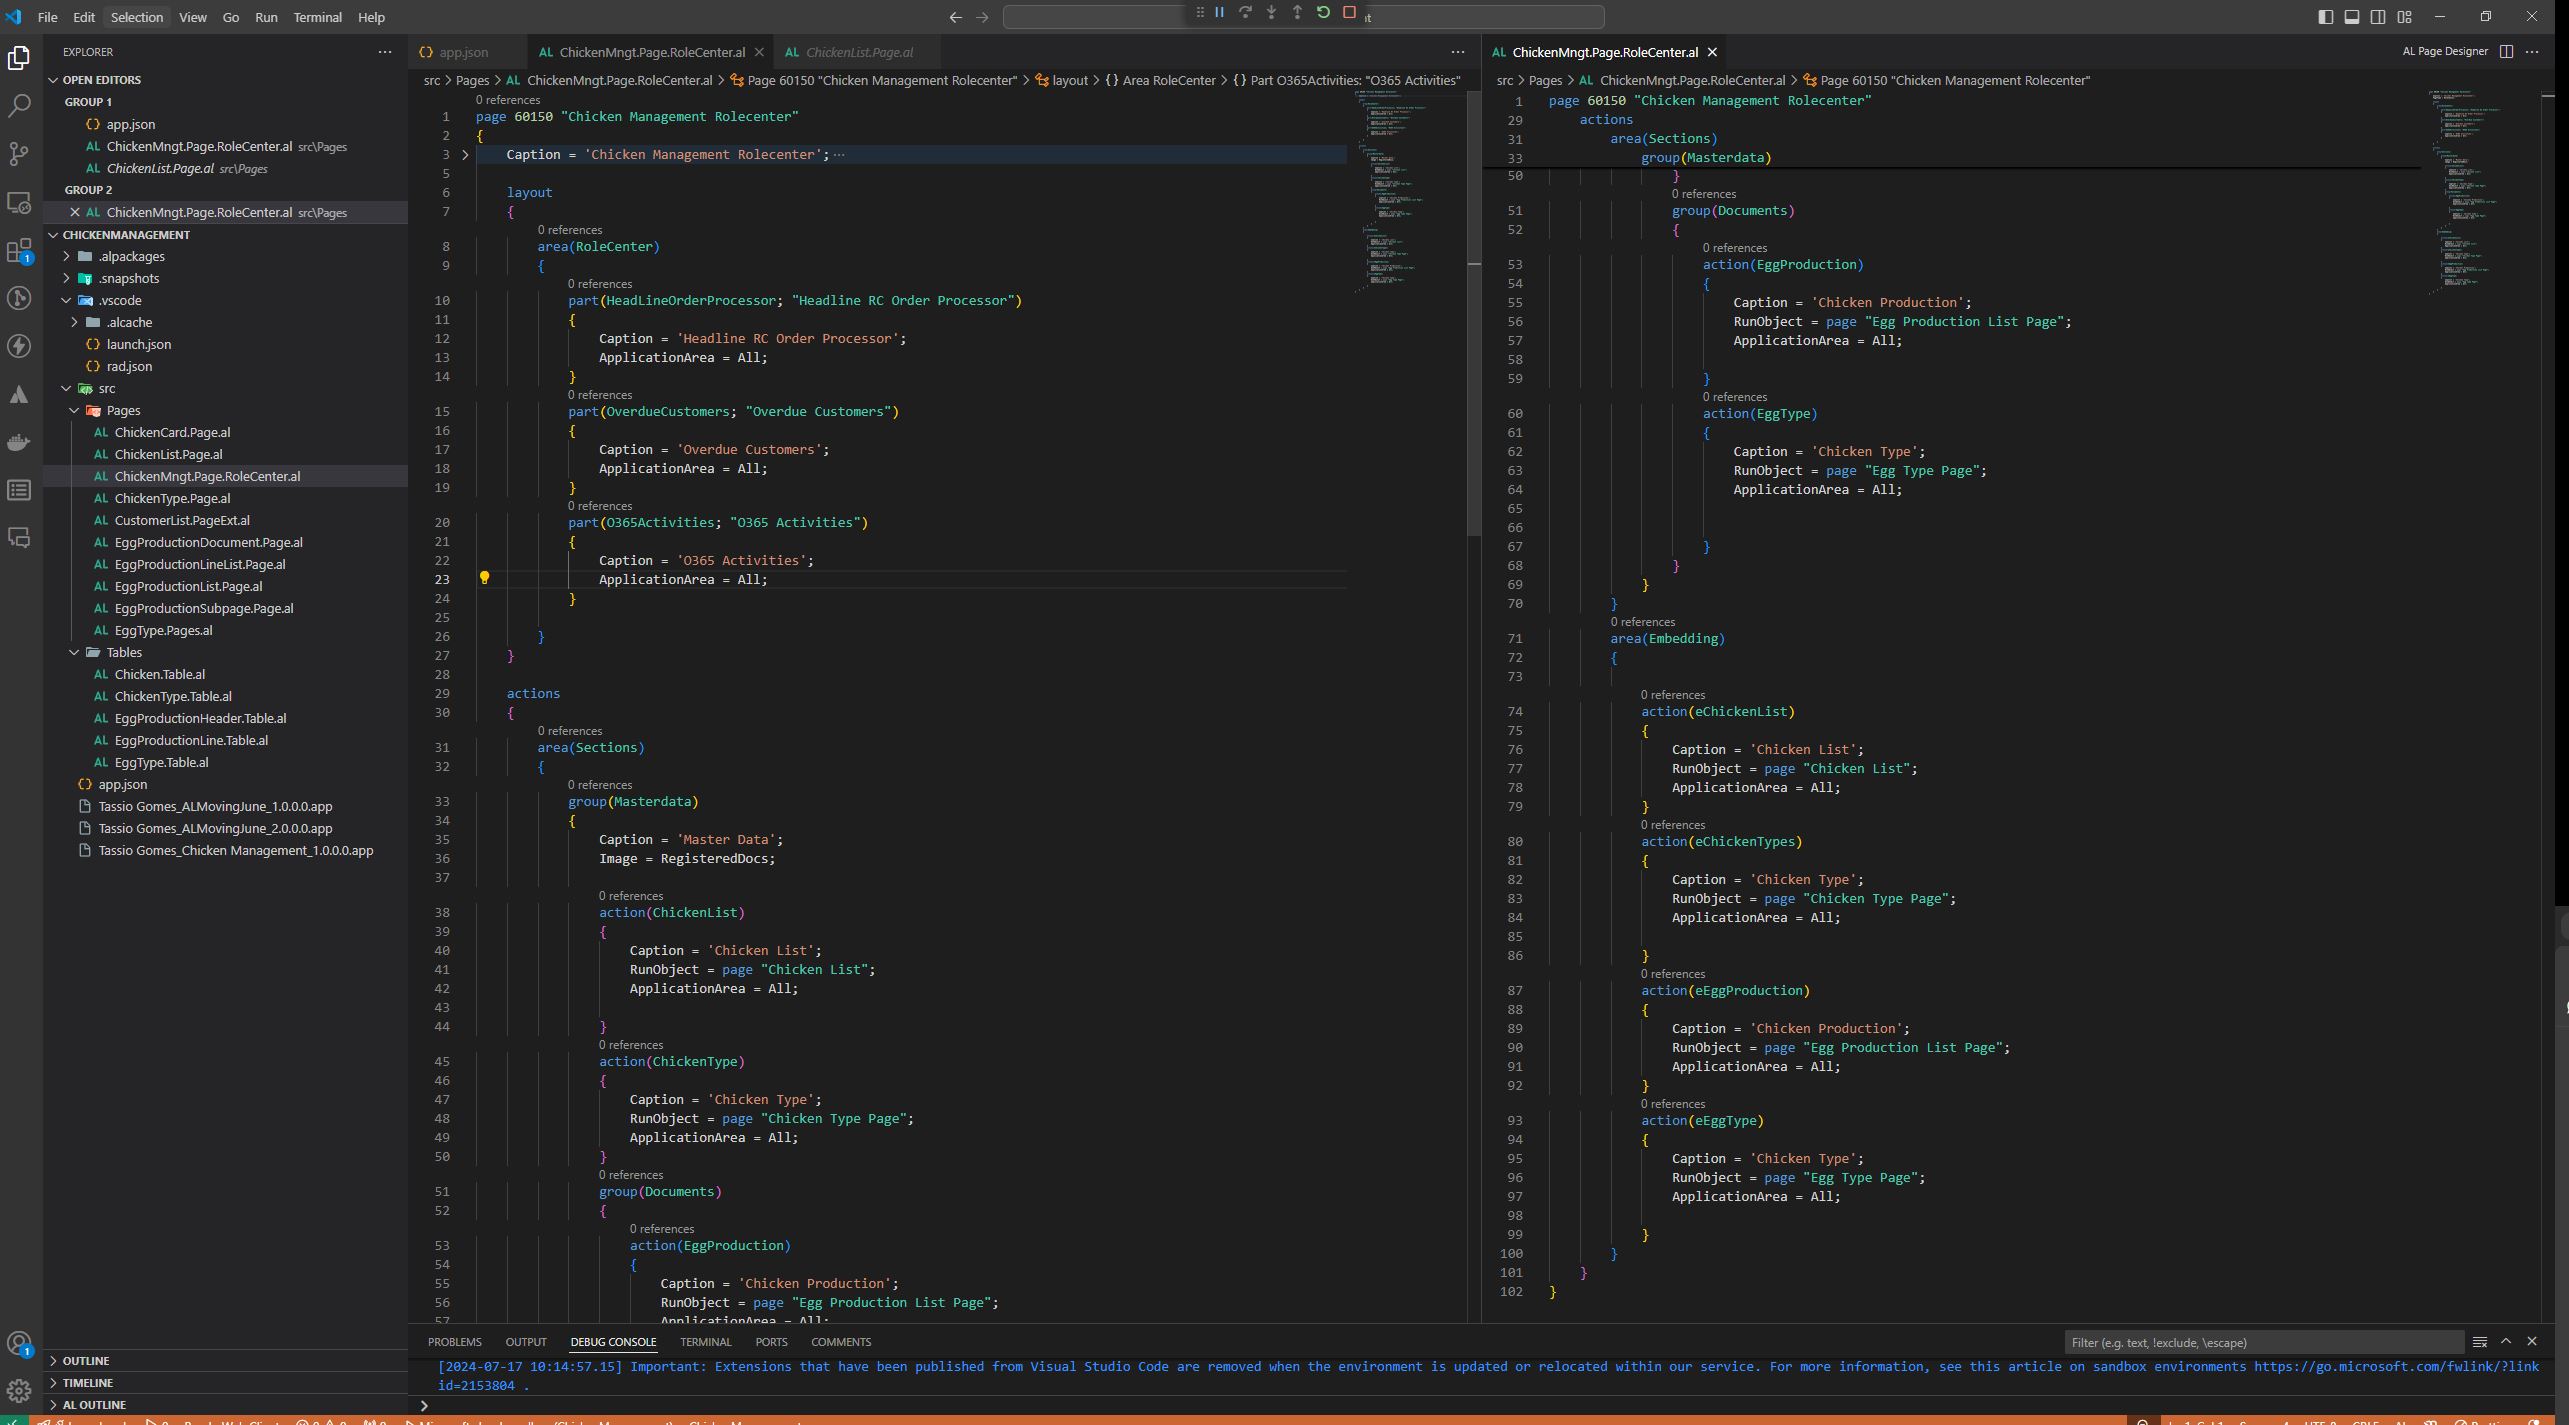 File Edit Selection View Go Run Terminal Help
EXPLORER
OPEN EDITORS
GROUP 1
app.json
ChickenMngt.Page.RoleCenter.al src\Pages
ChickenList.Page.al src\Pages
GROUP 2
ChickenMngt.Page.RoleCenter.al src\Pages
CHICKENMANAGEMENT
.alpackages
.snapshots
.vscode
.alcache
launch.json
rad.json
src
Pages
ChickenCard.Page.al
ChickenList.Page.al
ChickenMngt.Page.RoleCenter.al
ChickenType.Page.al
CustomerList.PageExt.al
EggProductionDocument.Page.al
EggProductionLineList.Page.al
EggProductionList.Page.al
EggProductionSubpage.Page.al
EggType.Pages.al
Tables
Chicken.Table.al
ChickenType.Table.al
EggProductionHeader.Table.al
EggProductionLine.Table.al
EggType.Table.al
app.json
Tassio Gomes_ALMovingJune_1.0.0.0.app
Tassio Gomes_ALMovingJune_2.0.0.0.app
Tassio Gomes_Chicken Management_1.0.0.0.app
OUTLINE
TIMELINE
AL OUTLINE
app.json ChickenMngt.Page.RoleCenter.al ChickenList.Page.al
src > Pages > AL ChickenMngt.Page.RoleCenter.al > Page 60150 "Chicken Management Rolecenter" > layout > {} Area RoleCenter > {} Part O365Activities: "O365 Activities"
0 references
1 page 60150 "Chicken Management Rolecenter"
2 {
3 Caption = 'Chicken Management Rolecenter'; ...
5
6 layout
7 {
0 references
8 area(RoleCenter)
9 {
0 references
10 part(HeadLineOrderProcessor; "Headline RC Order Processor")
11 {
12 Caption = 'Headline RC Order Processor';
13 ApplicationArea = All;
14 }
0 references
15 part(OverdueCustomers; "Overdue Customers")
16 {
17 Caption = 'Overdue Customers';
18 ApplicationArea = All;
19 }
0 references
20 part(O365Activities; "O365 Activities")
21 {
22 Caption = 'O365 Activities';
23 ApplicationArea = All;
24 }
25
26 }
27 }
28
29 actions
30 {
0 references
31 area(Sections)
32 {
0 references
33 group(Masterdata)
34 {
35 Caption = 'Master Data';
36 Image = RegisteredDocs;
37
0 references
38 action(ChickenList)
39 {
40 Caption = 'Chicken List';
41 RunObject = page "Chicken List";
42 ApplicationArea = All;
43
44 }
0 references
45 action(ChickenType)
46 {
47 Caption = 'Chicken Type';
48 RunObject = page "Chicken Type Page";
49 ApplicationArea = All;
50 }
0 references
51 group(Documents)
52 {
0 references
53 action(EggProduction)
54 {
55 Caption = 'Chicken Production';
56 RunObject = page "Egg Production List Page";
57 ApplicationArea = All;
ChickenMngt.Page.RoleCenter.al AL Page Designer
src > Pages > AL ChickenMngt.Page.RoleCenter.al > Page 60150 "Chicken Management Rolecenter"
1 page 60150 "Chicken Management Rolecenter"
29 actions
31 area(Sections)
33 group(Masterdata)
50 }
0 references
51 group(Documents)
52 {
0 references
53 action(EggProduction)
54 {
55 Caption = 'Chicken Production';
56 RunObject = page "Egg Production List Page";
57 ApplicationArea = All;
58
59 }
0 references
60 action(EggType)
61 {
62 Caption = 'Chicken Type';
63 RunObject = page "Egg Type Page";
64 ApplicationArea = All;
65
66
67 }
68 }
69 }
70 }
0 references
71 area(Embedding)
72 {
73
0 references
74 action(eChickenList)
75 {
76 Caption = 'Chicken List';
77 RunObject = page "Chicken List";
78 ApplicationArea = All;
79 }
0 references
80 action(eChickenTypes)
81 {
82 Caption = 'Chicken Type';
83 RunObject = page "Chicken Type Page";
84 ApplicationArea = All;
85
86 }
0 references
87 action(eEggProduction)
88 {
89 Caption = 'Chicken Production';
90 RunObject = page "Egg Production List Page";
91 ApplicationArea = All;
92 }
0 references
93 action(eEggType)
94 {
95 Caption = 'Chicken Type';
96 RunObject = page "Egg Type Page";
97 ApplicationArea = All;
98
99 }
100 }
101 }
102 }
PROBLEMS OUTPUT DEBUG CONSOLE TERMINAL PORTS COMMENTS
Filter (e.g. text, !exclude, \escape)
[2024-07-17 10:14:57.15] Important: Extensions that have been published from Visual Studio Code are removed when the environment is updated or relocated within our service. For more information, see this article on sandbox environments https://go.microsoft.com/fwlink/?link
id=2153804 .